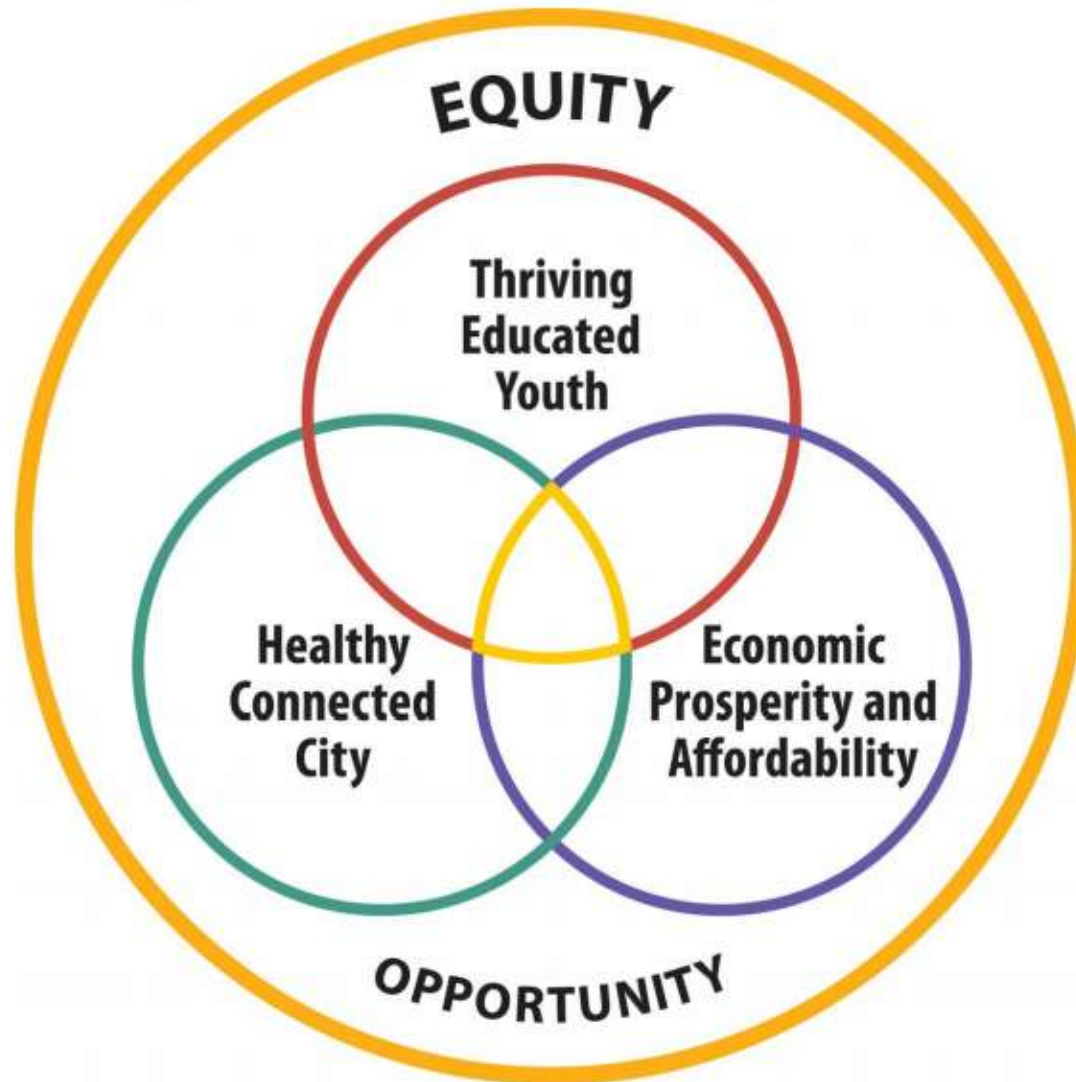 EQUITY
Thriving
Educated
Youth
Healthy
Connected
City
Economic
Prosperity and
Affordability
OPPORTUNITY